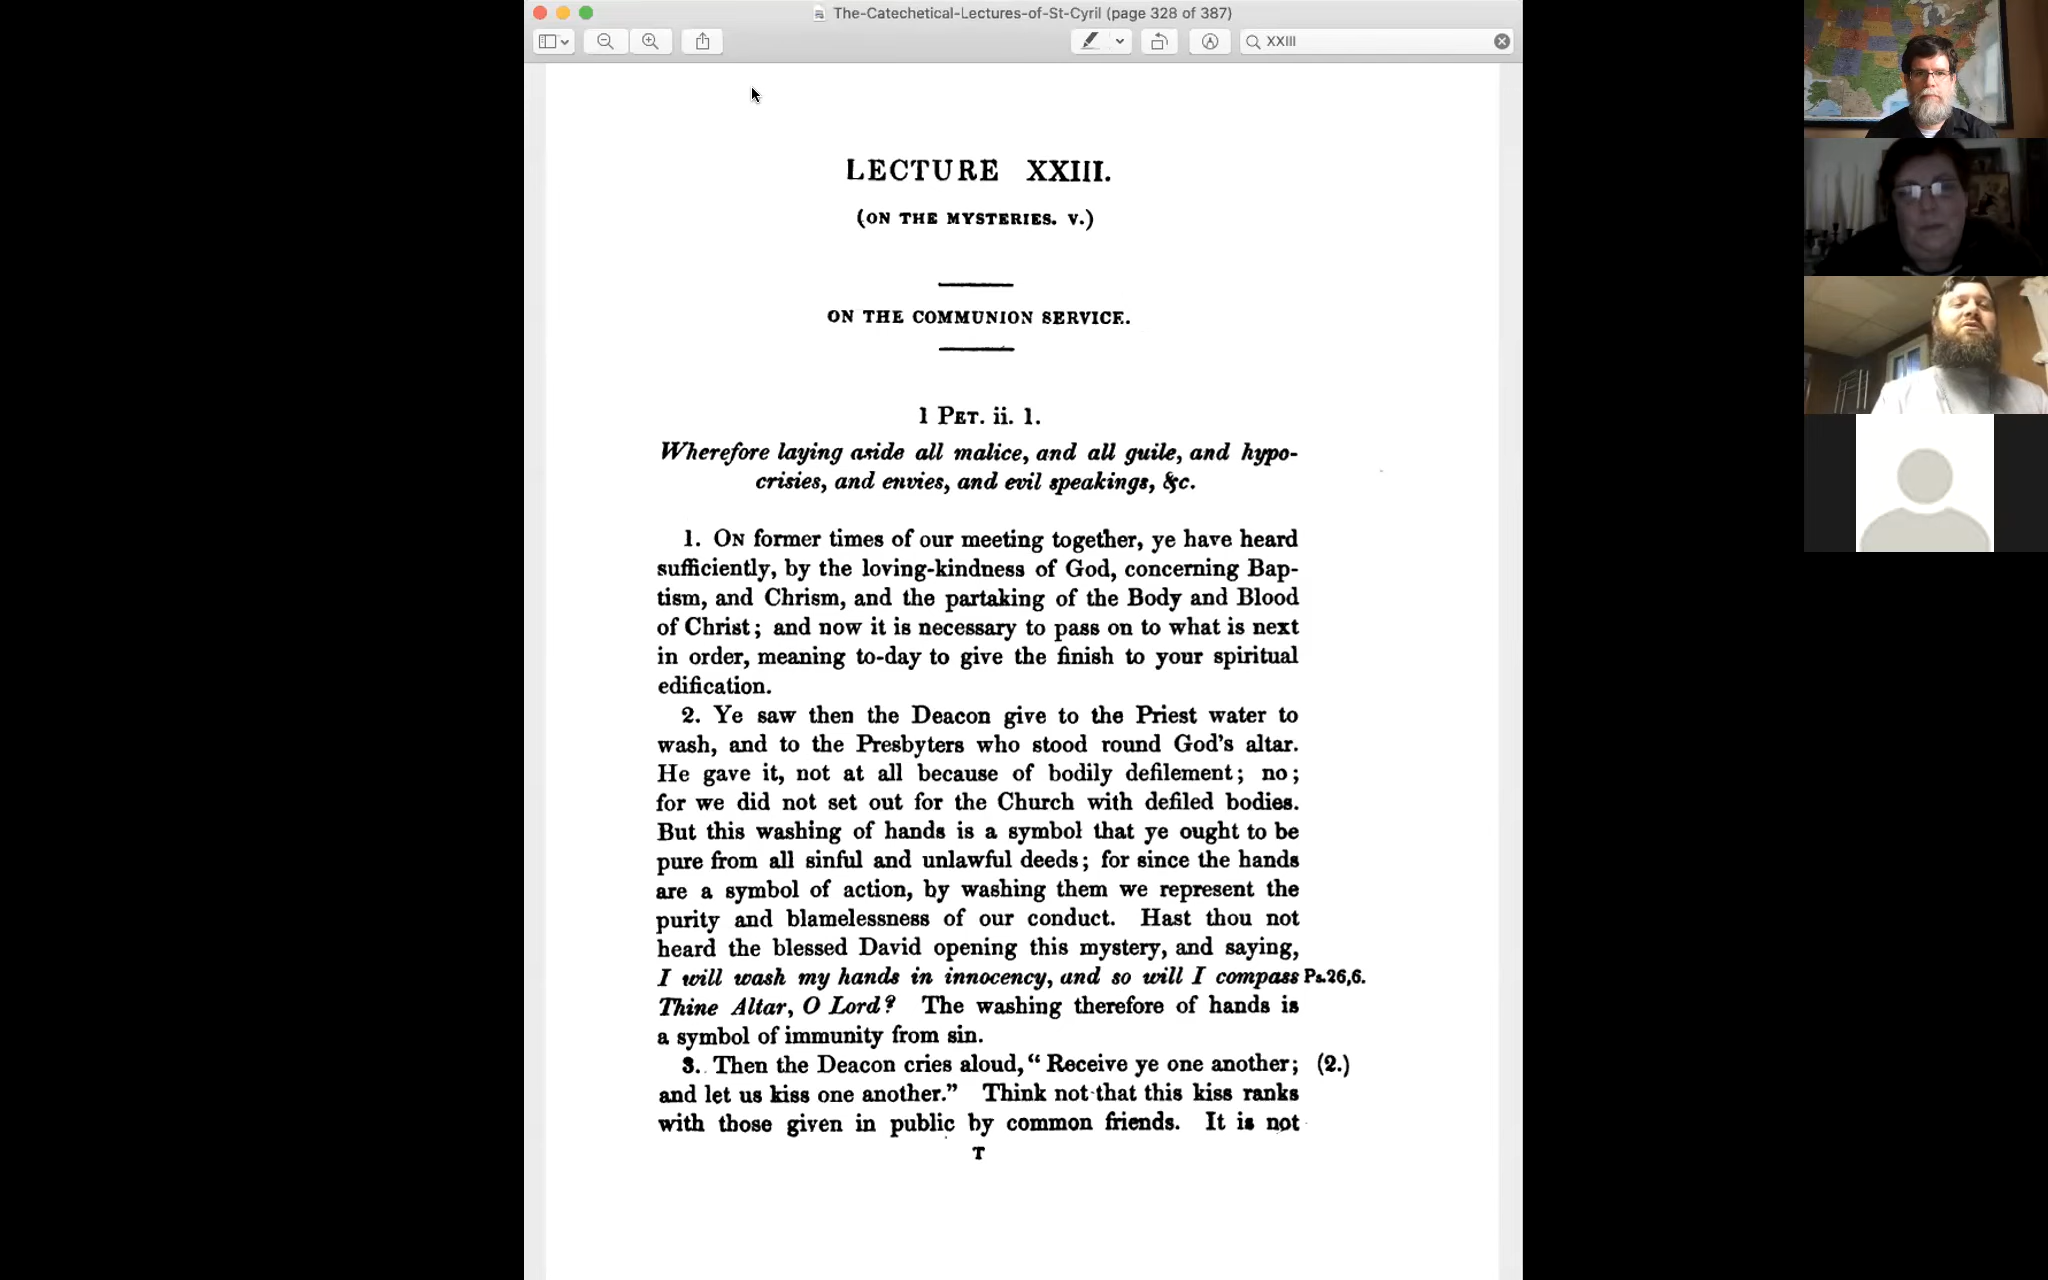 The-Catechetical-Lectures-of-St-Cyril (page 328 of 387)
XXIII
LECTURE XXIII.
(ON THE MYSTERIES. V.)
ON THE COMMUNION SERVICE.
1 PET. ii. 1.
Wherefore laying aside all malice, and all guile, and hypo-
crisies, and envies, and evil speakings, &c.
1. ON former times of our meeting together, ye have heard
sufficiently, by the loving-kindness of God, concerning Bap-
tism, and Chrism, and the partaking of the Body and Blood
of Christ; and now it is necessary to pass on to what is next
in order, meaning to-day to give the finish to your spiritual
edification.
2. Ye saw then the Deacon give to the Priest water to
wash, and to the Presbyters who stood round God's altar.
He gave it, not at all because of bodily defilement; no;
for we did not set out for the Church with defiled bodies.
But this washing of hands is a symbol that ye ought to be
pure from all sinful and unlawful deeds; for since the hands
are a symbol of action, by washing them we represent the
purity and blamelessness of our conduct. Hast thou not
heard the blessed David opening this mystery, and saying,
I will wash my hands in innocency, and so will I compass Ps.26,6.
Thine Altar, O Lord? The washing therefore of hands is
a symbol of immunity from sin.
3. Then the Deacon cries aloud, "Receive ye one another; (2.)
and let us kiss one another." Think not that this kiss ranks
with those given in public by common friends. It is not
T